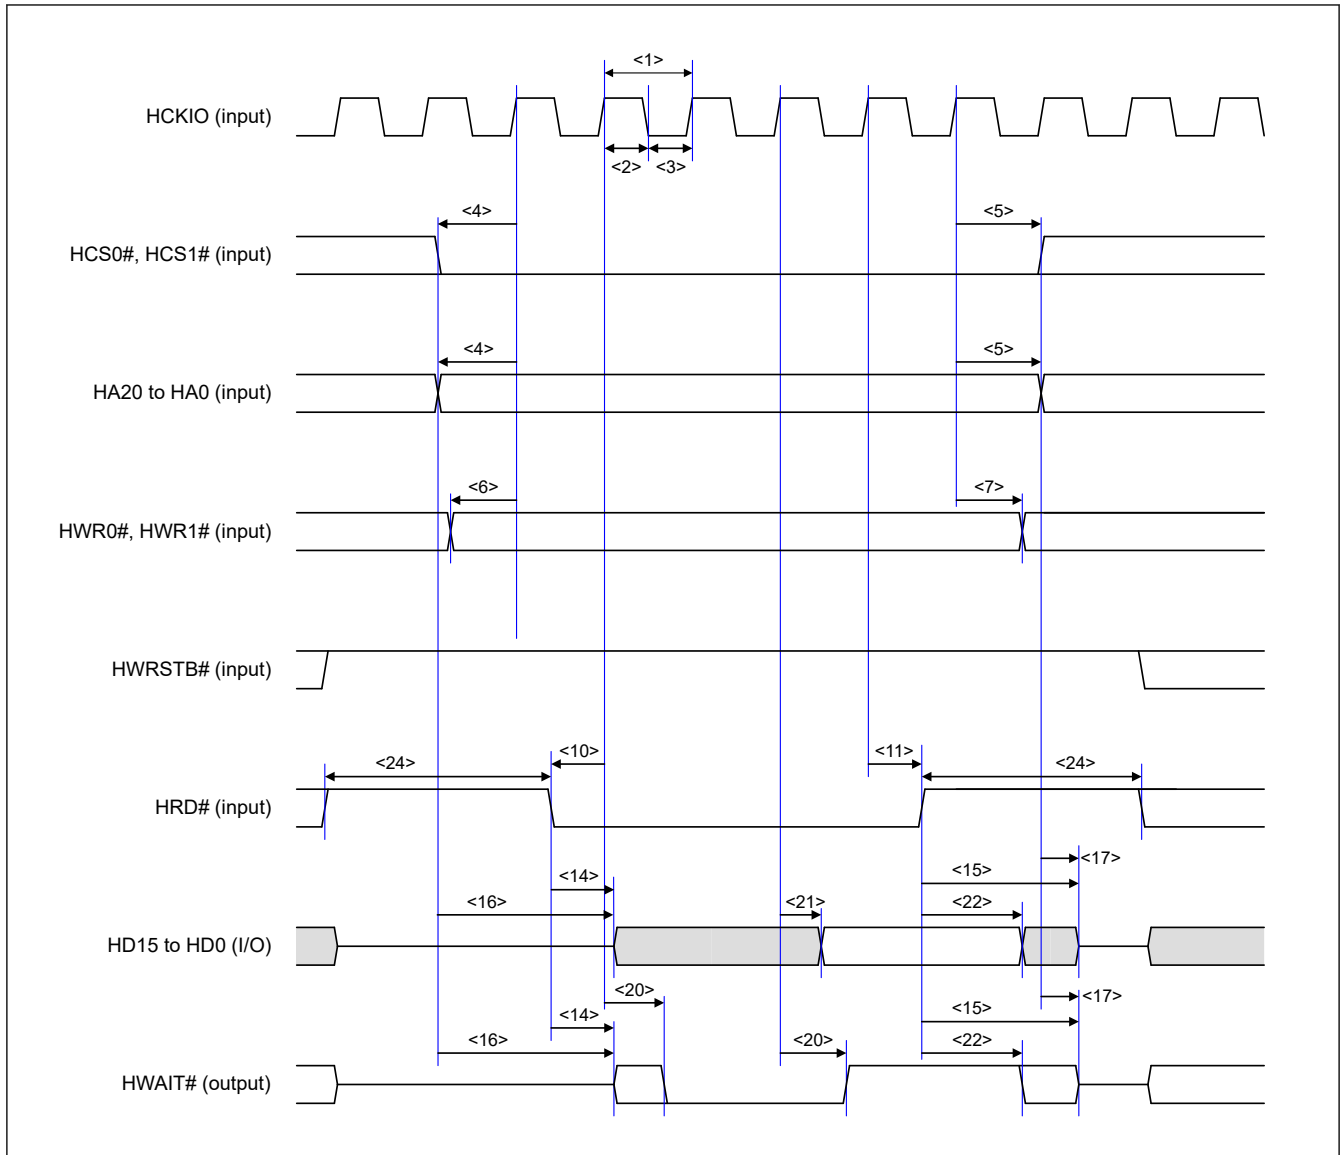 <1>
HCKIO (input)
<2> <3>
<4> <5>
HCS0#, HCS1# (input)
<4> <5>
HA20 to HA0 (input)
<6> <7>
HWR0#, HWR1# (input)
HWRSTB# (input)
<10> <11>
<24> <24>
HRD# (input)
<17>
<14> <15>
<16> <21> <22>
HD15 to HD0 (I/O)
<20> <17>
<14> <15>
<16> <20> <22>
HWAIT# (output)